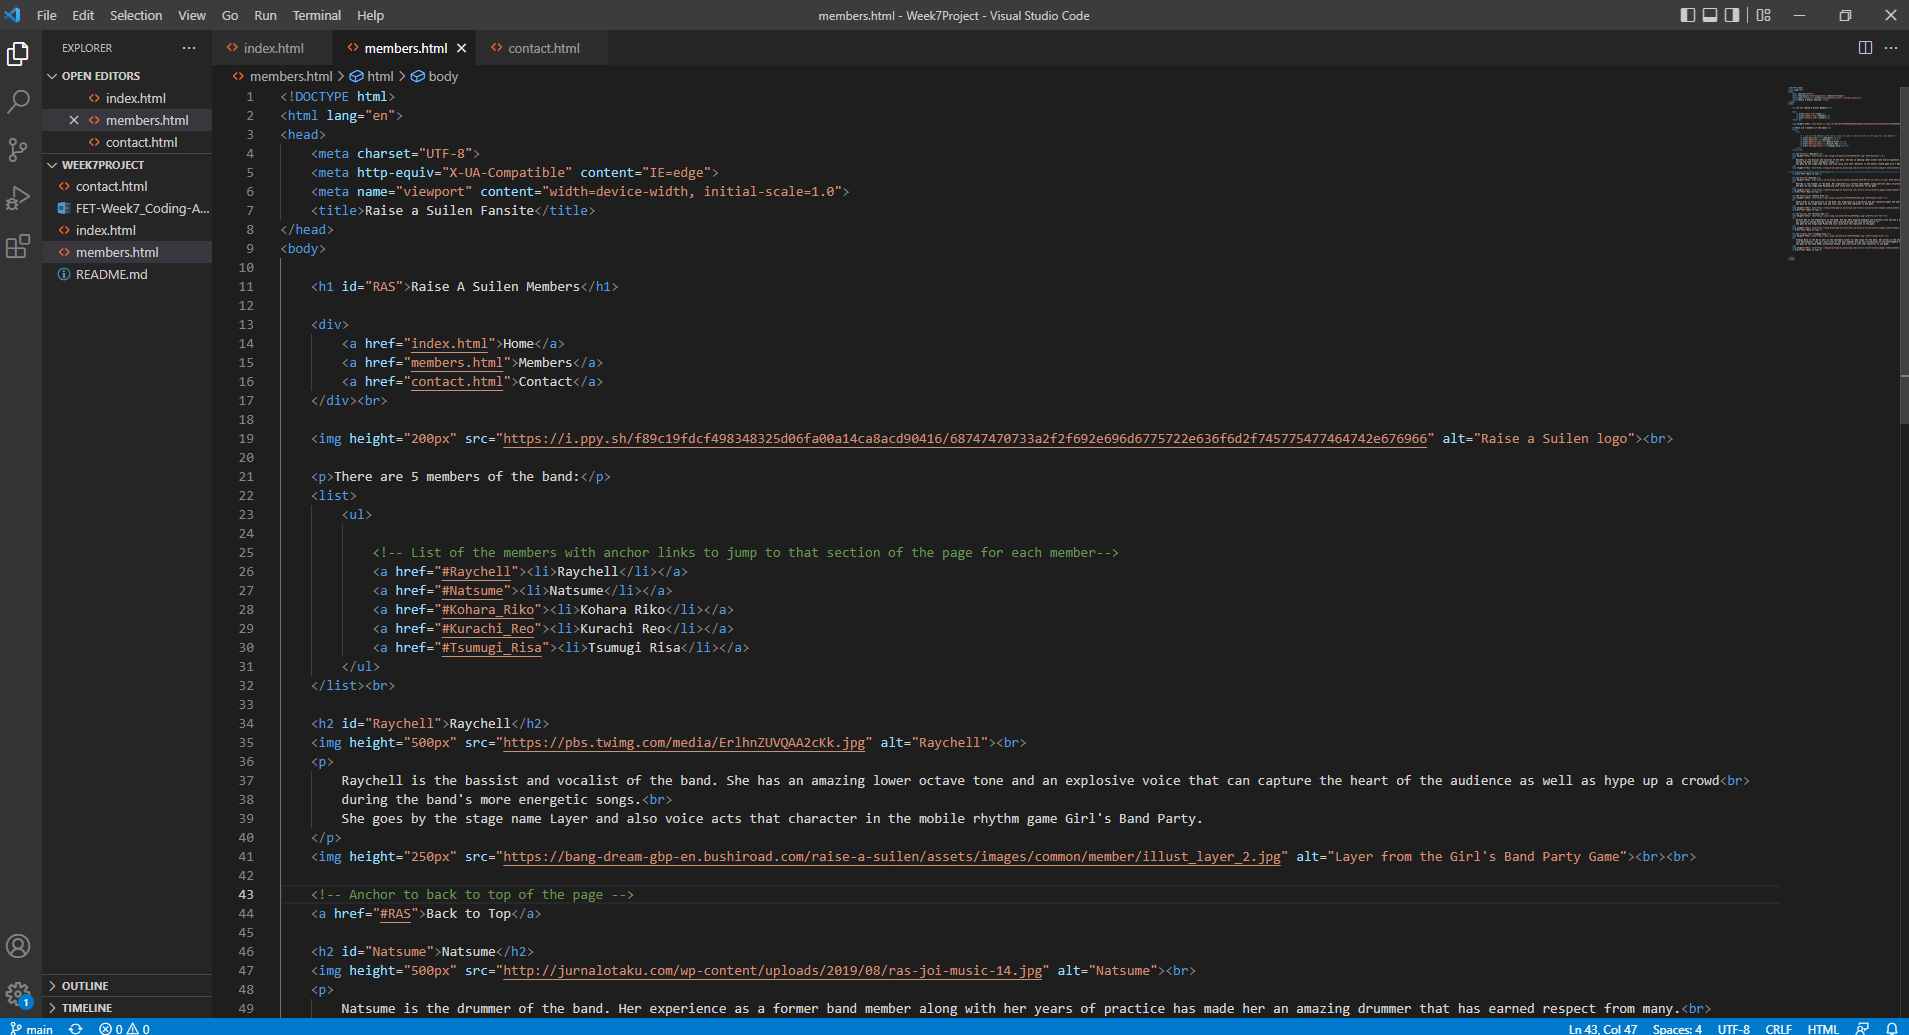 File Edit Selection View Go Run Terminal Help
members.html - Week7Project - Visual Studio Code
EXPLORER
OPEN EDITORS
index.html
members.html
contact.html
WEEK7PROJECT
contact.html
FET-Week7_Coding-A...
index.html
members.html
README.md
OUTLINE
TIMELINE
index.html members.html contact.html
members.html > html > body
1 <!DOCTYPE html>
2 <html lang="en">
3 <head>
4 <meta charset="UTF-8">
5 <meta http-equiv="X-UA-Compatible" content="IE=edge">
6 <meta name="viewport" content="width=device-width, initial-scale=1.0">
7 <title>Raise a Suilen Fansite</title>
8 </head>
9 <body>
10
11 <h1 id="RAS">Raise A Suilen Members</h1>
12
13 <div>
14 <a href="index.html">Home</a>
15 <a href="members.html">Members</a>
16 <a href="contact.html">Contact</a>
17 </div><br>
18
19 <img height="200px" src="https://i.ppy.sh/f89c19fdcf498348325d06fa00a14ca8acd90416/68747470733a2f2f692e696d6775722e636f6d2f745775477464742e676966" alt="Raise a Suilen logo"><br>
20
21 <p>There are 5 members of the band:</p>
22 <list>
23 <ul>
24
25 <!-- List of the members with anchor links to jump to that section of the page for each member-->
26 <a href="#Raychell"><li>Raychell</li></a>
27 <a href="#Natsume"><li>Natsume</li></a>
28 <a href="#Kohara_Riko"><li>Kohara Riko</li></a>
29 <a href="#Kurachi_Reo"><li>Kurachi Reo</li></a>
30 <a href="#Tsumugi_Risa"><li>Tsumugi Risa</li></a>
31 </ul>
32 </list><br>
33
34 <h2 id="Raychell">Raychell</h2>
35 <img height="500px" src="https://pbs.twimg.com/media/ErlhnZUVQAA2cKk.jpg" alt="Raychell"><br>
36 <p>
37 Raychell is the bassist and vocalist of the band. She has an amazing lower octave tone and an explosive voice that can capture the heart of the audience as well as hype up a crowd<br>
38 during the band's more energetic songs.<br>
39 She goes by the stage name Layer and also voice acts that character in the mobile rhythm game Girl's Band Party.
40 </p>
41 <img height="250px" src="https://bang-dream-gbp-en.bushiroad.com/raise-a-suilen/assets/images/common/member/illust_layer_2.jpg" alt="Layer from the Girl's Band Party Game"><br><br>
42
43 <!-- Anchor to back to top of the page -->
44 <a href="#RAS">Back to Top</a>
45
46 <h2 id="Natsume">Natsume</h2>
47 <img height="500px" src="http://jurnalotaku.com/wp-content/uploads/2019/08/ras-joi-music-14.jpg" alt="Natsume"><br>
48 <p>
49 Natsume is the drummer of the band. Her experience as a former band member along with her years of practice has made her an amazing drummer that has earned respect from many.<br>
1
main 0 0 Ln 43, Col 47 Spaces: 4 UTF-8 CRLF HTML